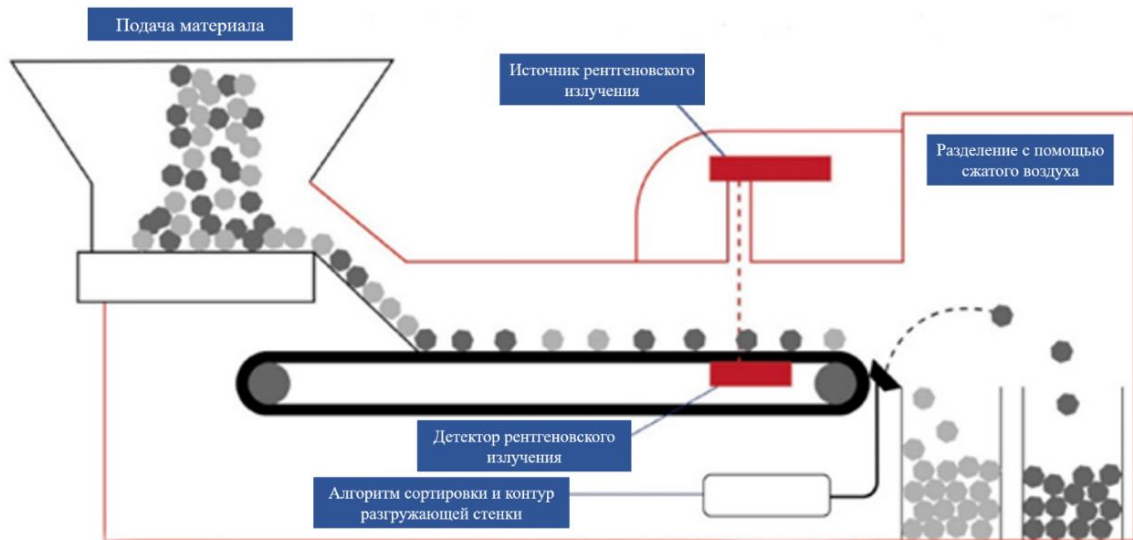 Подача материала
Источник рентгеновского
излучения
Разделение с помощью
сжатого воздуха
Детектор рентгеновского
излучения
Алгоритм сортировки и контур
разгружающей стенки